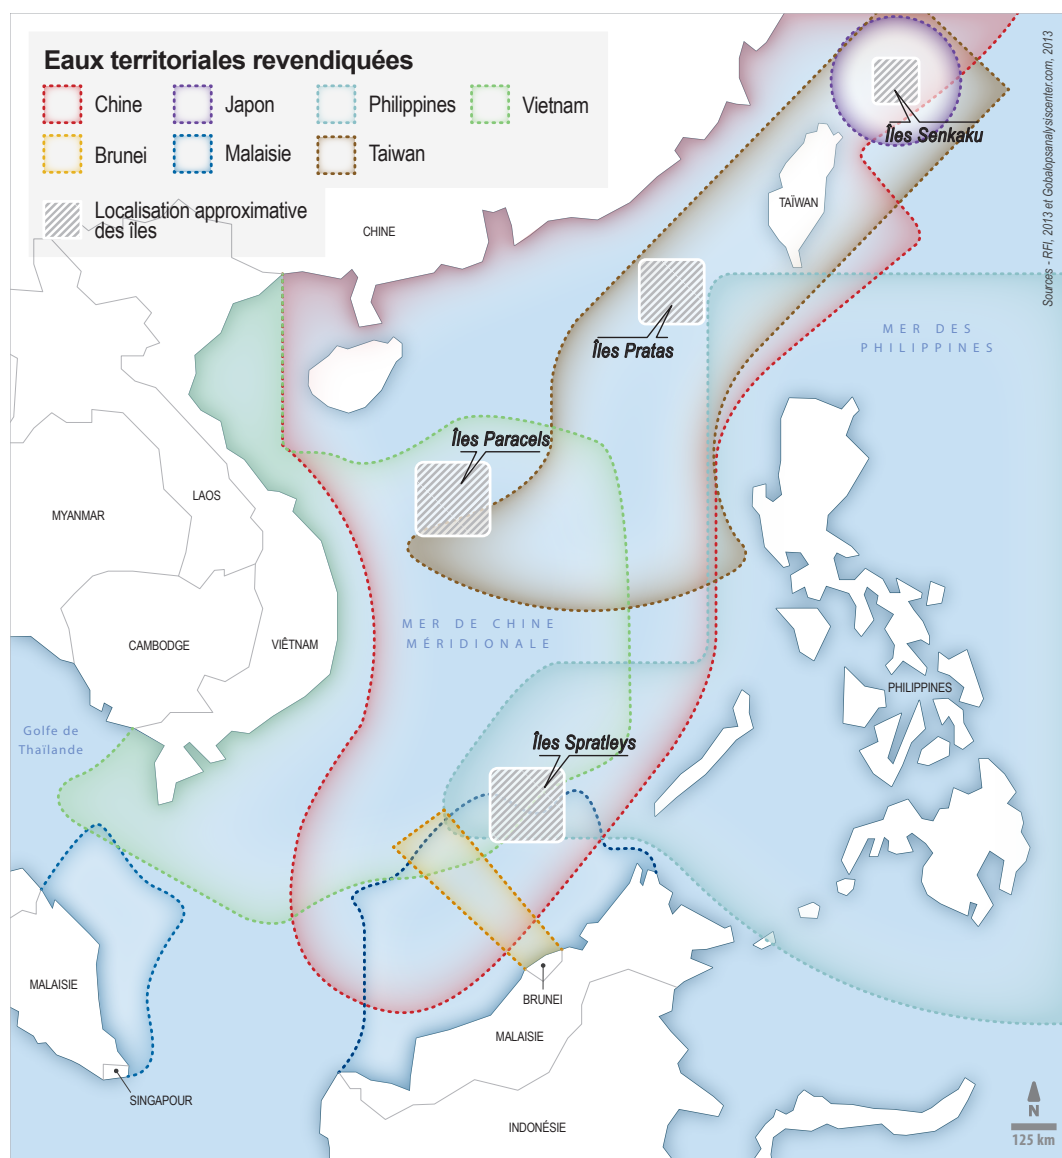 Eaux territoriales revendiquées
Chine
Japon
Philippines
Vietnam
Brunei
Malaisie
Taiwan
Localisation approximative
des îles
Sources - RFI, 2013 et Gobalopsanalysiscenter.com, 2013
Îles Senkaku
TAÏWAN
CHINE
Îles Pratas
MER DES
PHILIPPINES
Îles Paracels
LAOS
MYANMAR
MER DE CHINE
MÉRIDIONALE
CAMBODGE
VIÊTNAM
PHILIPPINES
Golfe de
Thaïlande
Îles Spratleys
MALAISIE
BRUNEI
MALAISIE
SINGAPOUR
INDONÉSIE
N
125 km